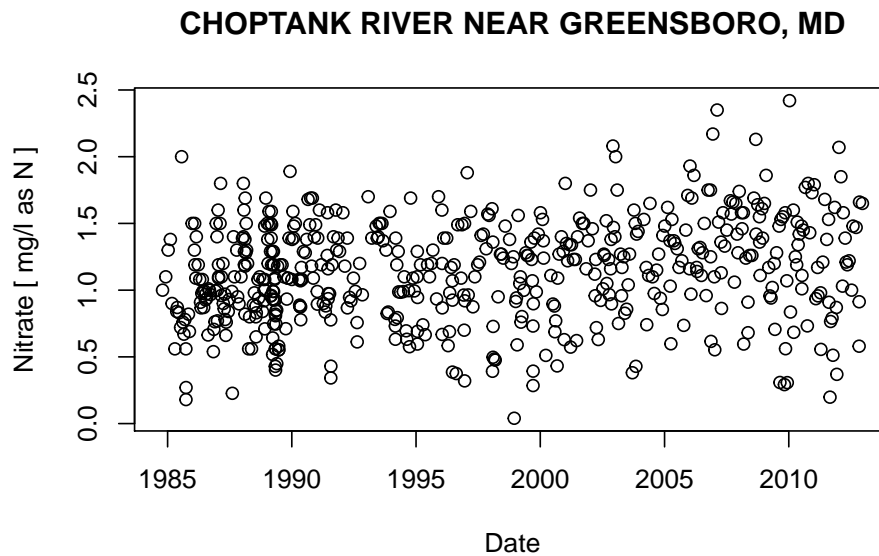 CHOPTANK RIVER NEAR GREENSBORO, MD
2.5
2.0
1.5
1.0
0.5
0.0
Nitrate [ mg/l as N ]
1985 1990 1995 2000 2005 2010
Date